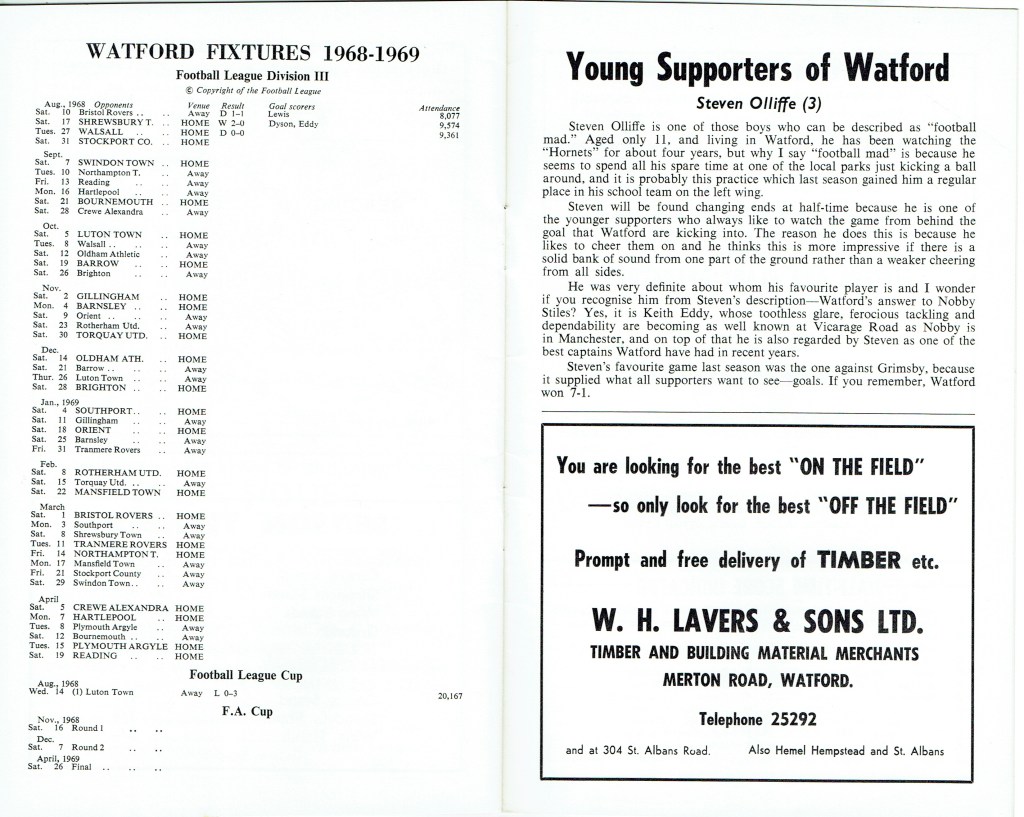 WATFORD FIXTURES 1968-1969
Football League Division III
© Copyright of the Football League
Aug., 1968 Opponents Venue Result Goal scorers Attendance
Sat. 10 Bristol Rovers .. .. Away D 1–1 Lewis 8,077
Sat. 17 SHREWSBURY T. .. HOME W 2–0 Dyson, Eddy 9,574
Tues. 27 WALSALL .. .. HOME D 0–0 9,361
Sat. 31 STOCKPORT CO. .. HOME
Sept.
Sat. 7 SWINDON TOWN .. HOME
Tues. 10 Northampton T. .. Away
Fri. 13 Reading .. .. Away
Mon. 16 Hartlepool .. .. Away
Sat. 21 BOURNEMOUTH .. HOME
Sat. 28 Crewe Alexandra .. Away
Oct.
Sat. 5 LUTON TOWN .. HOME
Tues. 8 Walsall .. .. .. Away
Sat. 12 Oldham Athletic .. Away
Sat. 19 BARROW .. .. HOME
Sat. 26 Brighton .. .. Away
Nov.
Sat. 2 GILLINGHAM .. HOME
Mon. 4 BARNSLEY .. .. HOME
Sat. 9 Orient .. .. .. Away
Sat. 23 Rotherham Utd. .. Away
Sat. 30 TORQUAY UTD. .. HOME
Dec.
Sat. 14 OLDHAM ATH. .. HOME
Sat. 21 Barrow .. .. .. Away
Thur. 26 Luton Town .. .. Away
Sat. 28 BRIGHTON .. .. HOME
Jan., 1969
Sat. 4 SOUTHPORT .. .. HOME
Sat. 11 Gillingham .. .. Away
Sat. 18 ORIENT .. .. HOME
Sat. 25 Barnsley .. .. Away
Fri. 31 Tranmere Rovers .. Away
Feb.
Sat. 8 ROTHERHAM UTD. HOME
Sat. 15 Torquay Utd. .. .. Away
Sat. 22 MANSFIELD TOWN HOME
March
Sat. 1 BRISTOL ROVERS .. HOME
Mon. 3 Southport .. .. Away
Sat. 8 Shrewsbury Town .. Away
Tues. 11 TRANMERE ROVERS HOME
Fri. 14 NORTHAMPTON T. HOME
Mon. 17 Mansfield Town .. Away
Fri. 21 Stockport County .. Away
Sat. 29 Swindon Town .. .. Away
April
Sat. 5 CREWE ALEXANDRA HOME
Mon. 7 HARTLEPOOL .. HOME
Tues. 8 Plymouth Argyle .. Away
Sat. 12 Bournemouth .. .. Away
Tues. 15 PLYMOUTH ARGYLE HOME
Sat. 19 READING .. .. HOME
Football League Cup
Aug., 1968
Wed. 14 (1) Luton Town Away L 0–3 20,167
F.A. Cup
Nov., 1968
Sat. 16 Round 1 .. ..
Dec.
Sat. 7 Round 2 .. ..
April, 1969
Sat. 26 Final .. .. ..
Young Supporters of Watford
Steven Olliffe (3)
Steven Olliffe is one of those boys who can be described as “football
mad.” Aged only 11, and living in Watford, he has been watching the
“Hornets” for about four years, but why I say “football mad” is because he
seems to spend all his spare time at one of the local parks just kicking a ball
around, and it is probably this practice which last season gained him a regular
place in his school team on the left wing.
Steven will be found changing ends at half-time because he is one of
the younger supporters who always like to watch the game from behind the
goal that Watford are kicking into. The reason he does this is because he
likes to cheer them on and he thinks this is more impressive if there is a
solid bank of sound from one part of the ground rather than a weaker cheering
from all sides.
He was very definite about whom his favourite player is and I wonder
if you recognise him from Steven’s description—Watford’s answer to Nobby
Stiles? Yes, it is Keith Eddy, whose toothless glare, ferocious tackling and
dependability are becoming as well known at Vicarage Road as Nobby is
in Manchester, and on top of that he is also regarded by Steven as one of the
best captains Watford have had in recent years.
Steven’s favourite game last season was the one against Grimsby, because
it supplied what all supporters want to see—goals. If you remember, Watford
won 7-1.
You are looking for the best “ON THE FIELD”
—so only look for the best “OFF THE FIELD”
Prompt and free delivery of TIMBER etc.
W. H. LAVERS & SONS LTD.
TIMBER AND BUILDING MATERIAL MERCHANTS
MERTON ROAD, WATFORD.
Telephone 25292
and at 304 St. Albans Road. Also Hemel Hempstead and St. Albans